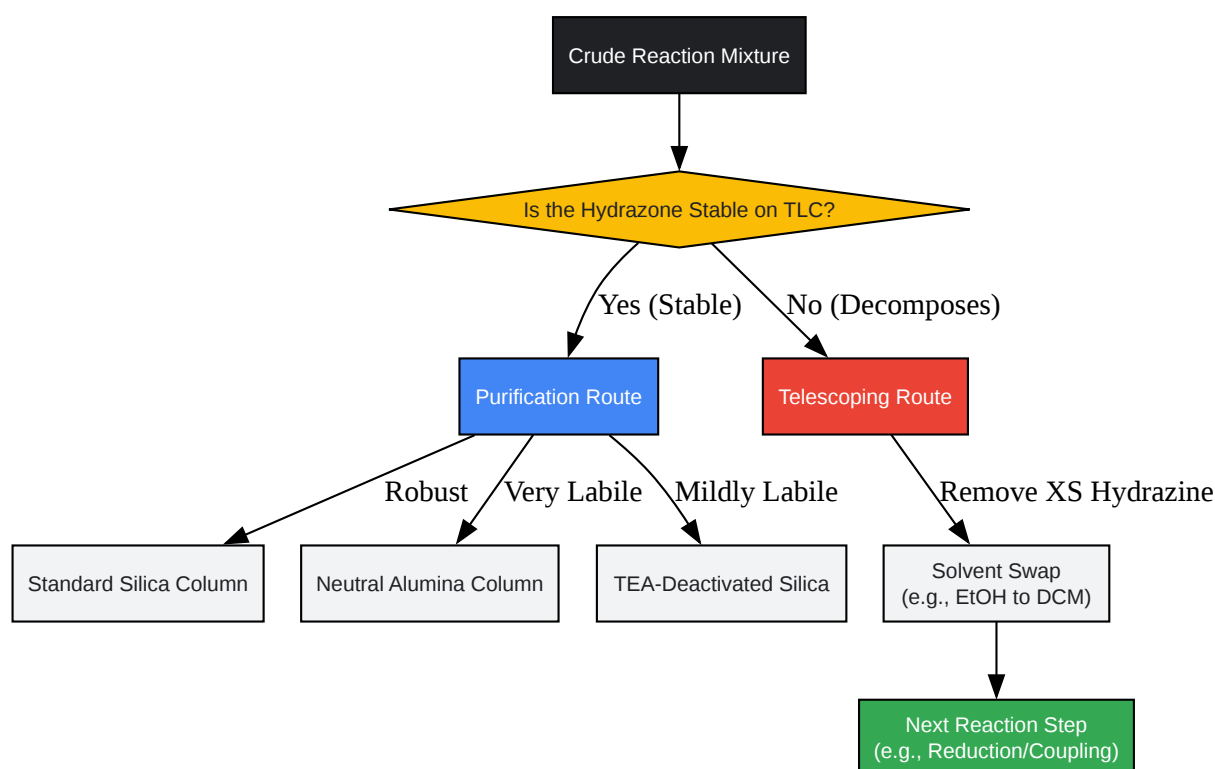 Crude Reaction Mixture
Is the Hydrazone Stable on TLC?
Yes (Stable)
No (Decomposes)
Purification Route
Telescoping Route
Robust
Very Labile
Mildly Labile
Remove XS Hydrazine
Standard Silica Column
Neutral Alumina Column
TEA-Deactivated Silica
Solvent Swap
(e.g., EtOH to DCM)
Next Reaction Step
(e.g., Reduction/Coupling)